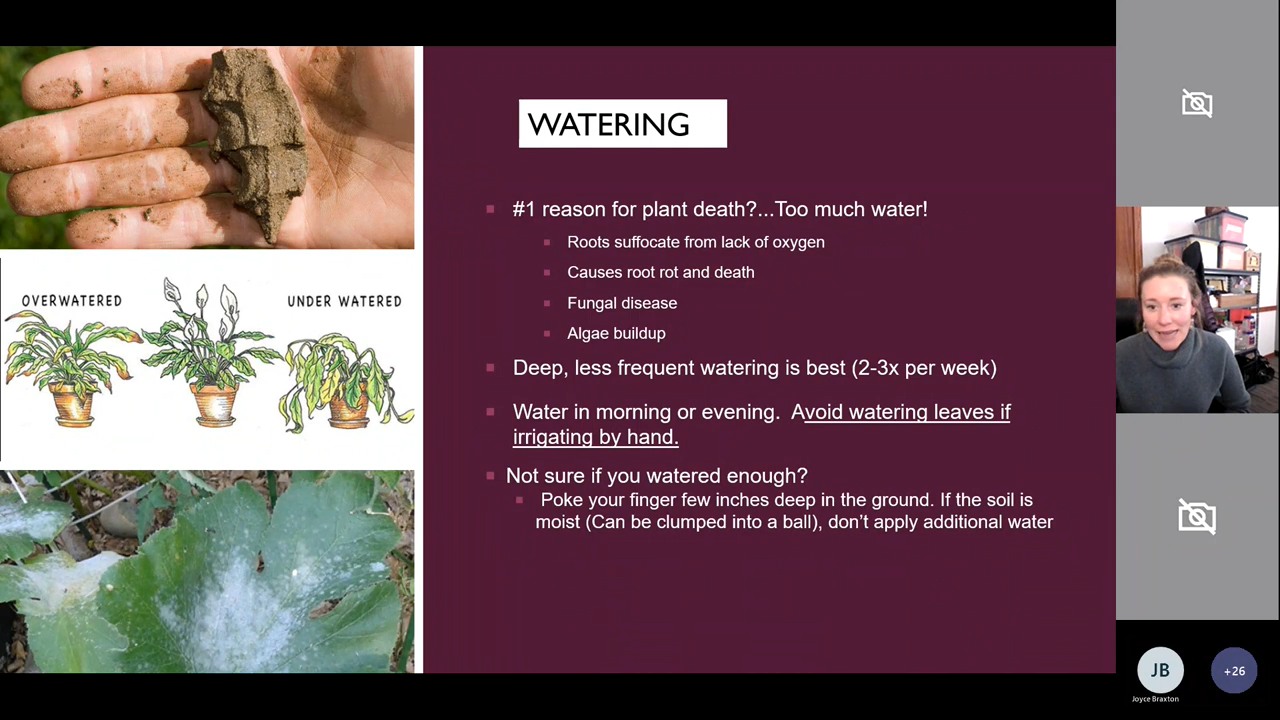 WATERING
#1 reason for plant death?...Too much water!
Roots suffocate from lack of oxygen
Causes root rot and death
Fungal disease
Algae buildup
Deep, less frequent watering is best (2-3x per week)
Water in morning or evening. Avoid watering leaves if
irrigating by hand.
Not sure if you watered enough?
Poke your finger few inches deep in the ground. If the soil is
moist (Can be clumped into a ball), don’t apply additional water
OVERWATERED
UNDER WATERED
JB
Joyce Braxton
+26